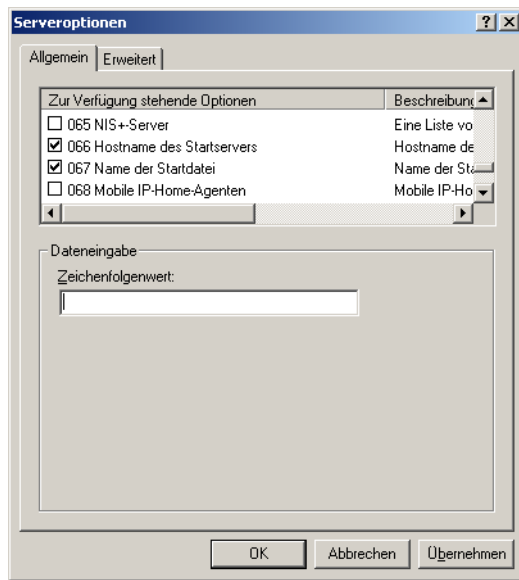 Serveroptionen
Allgemein Erweitert
Zur Verfügung stehende Optionen Beschreibung
065 NIS+-Server Eine Liste vo
066 Hostname des Startservers Hostname de
067 Name der Startdatei Name der Sta
068 Mobile IP-Home-Agenten Mobile IP-Ho
Dateneingabe
Zeichenfolgenwert:
OK Abbrechen Übernehmen